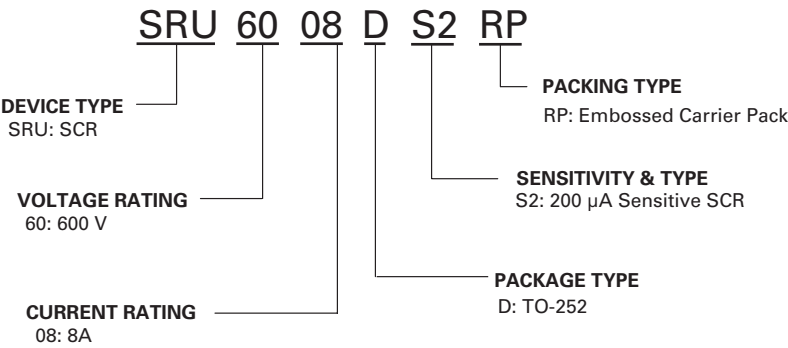 SRU 60 08 D S2 RP
DEVICE TYPE
SRU: SCR
VOLTAGE RATING
60: 600 V
CURRENT RATING
08: 8A
PACKING TYPE
RP: Embossed Carrier Pack
SENSITIVITY & TYPE
S2: 200 µA Sensitive SCR
PACKAGE TYPE
D: TO-252